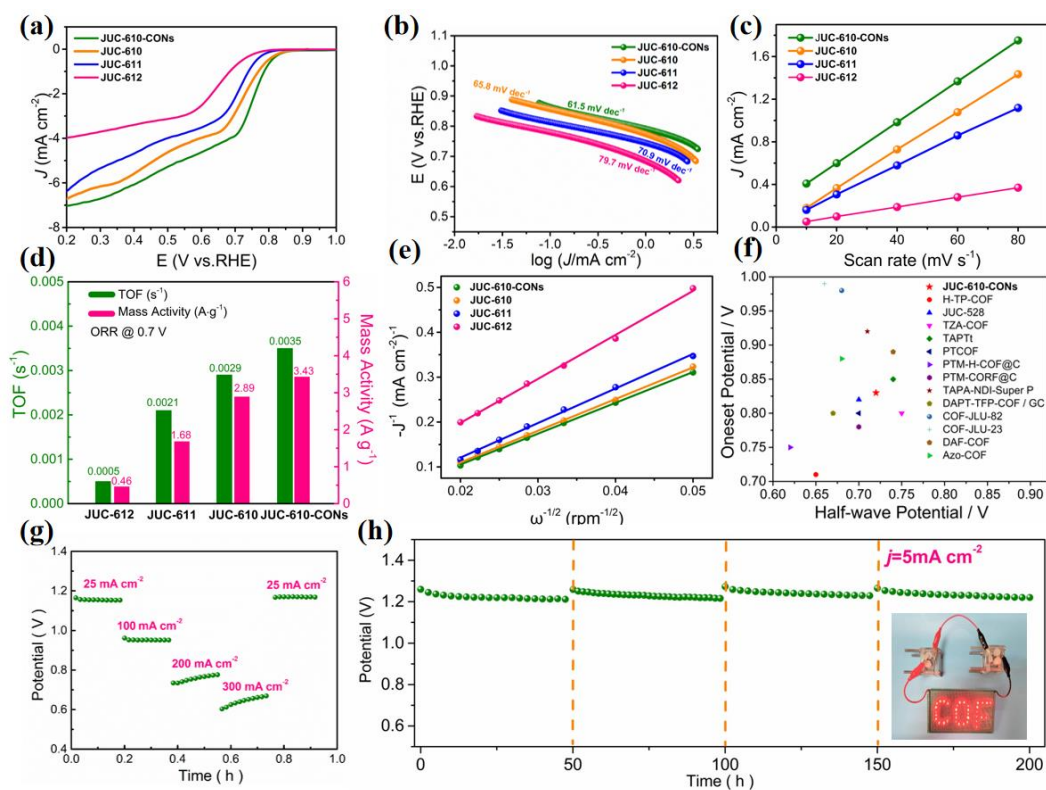 (a)
JUC-610-CONs
JUC-610
JUC-611
JUC-612
J (mA cm-2)
0
-2
-4
-6
-8
0.2 0.3 0.4 0.5 0.6 0.7 0.8 0.9 1.0
E (V vs.RHE)
(b)
JUC-610-CONs
JUC-610
JUC-611
JUC-612
65.8 mV dec-1
61.5 mV dec-1
70.9 mV dec-1
79.7 mV dec-1
E (V vs.RHE)
1.1
1.0
0.9
0.8
0.7
0.6
0.5
-2.0 -1.5 -1.0 -0.5 0.0 0.5 1.0
log (J/mA cm-2)
(c)
JUC-610-CONs
JUC-610
JUC-611
JUC-612
J (mA cm-2)
1.8
1.2
0.6
0.0
20 40 60 80
Scan rate (mV s-1)
(d)
TOF (s-1)
Mass Activity (A·g-1)
ORR @ 0.7 V
TOF (s-1)
0.005
0.004
0.003
0.002
0.001
0.000
0.0005
0.46
0.0021
1.68
0.0029
2.89
0.0035
3.43
JUC-612 JUC-611 JUC-610 JUC-610-CONs
6
5
4
3
2
1
0
Mass Activity (A g-1)
(e)
JUC-610-CONs
JUC-610
JUC-611
JUC-612
-J-1 (mA cm-2)-1
-0.5
0.4
0.3
0.2
0.1
0.02 0.03 0.04 0.05
ω-1/2 (rpm-1/2)
(f)
JUC-610-CONs
H-TP-COF
JUC-528
TZA-COF
TAPTt
PTCOF
PTM-H-COF@C
PTM-CORF@C
TAPA-NDI-Super P
DAPT-TFP-COF / GC
COF-JLU-82
COF-JLU-23
DAF-COF
Azo-COF
Oneset Potential / V
1.00
0.95
0.90
0.85
0.80
0.75
0.70
0.60 0.65 0.70 0.75 0.80 0.85 0.90
Half-wave Potential / V
(g)
25 mA cm-2
25 mA cm-2
100 mA cm-2
200 mA cm-2
300 mA cm-2
Potential ( V )
1.4
1.2
1.0
0.8
0.6
0.4
0.0 0.2 0.4 0.6 0.8 1.0
Time ( h )
(h)
j=5mA cm-2
Potential (V)
1.6
1.4
1.2
1.0
0.8
0.6
0 50 100 150 200
Time ( h )
COF